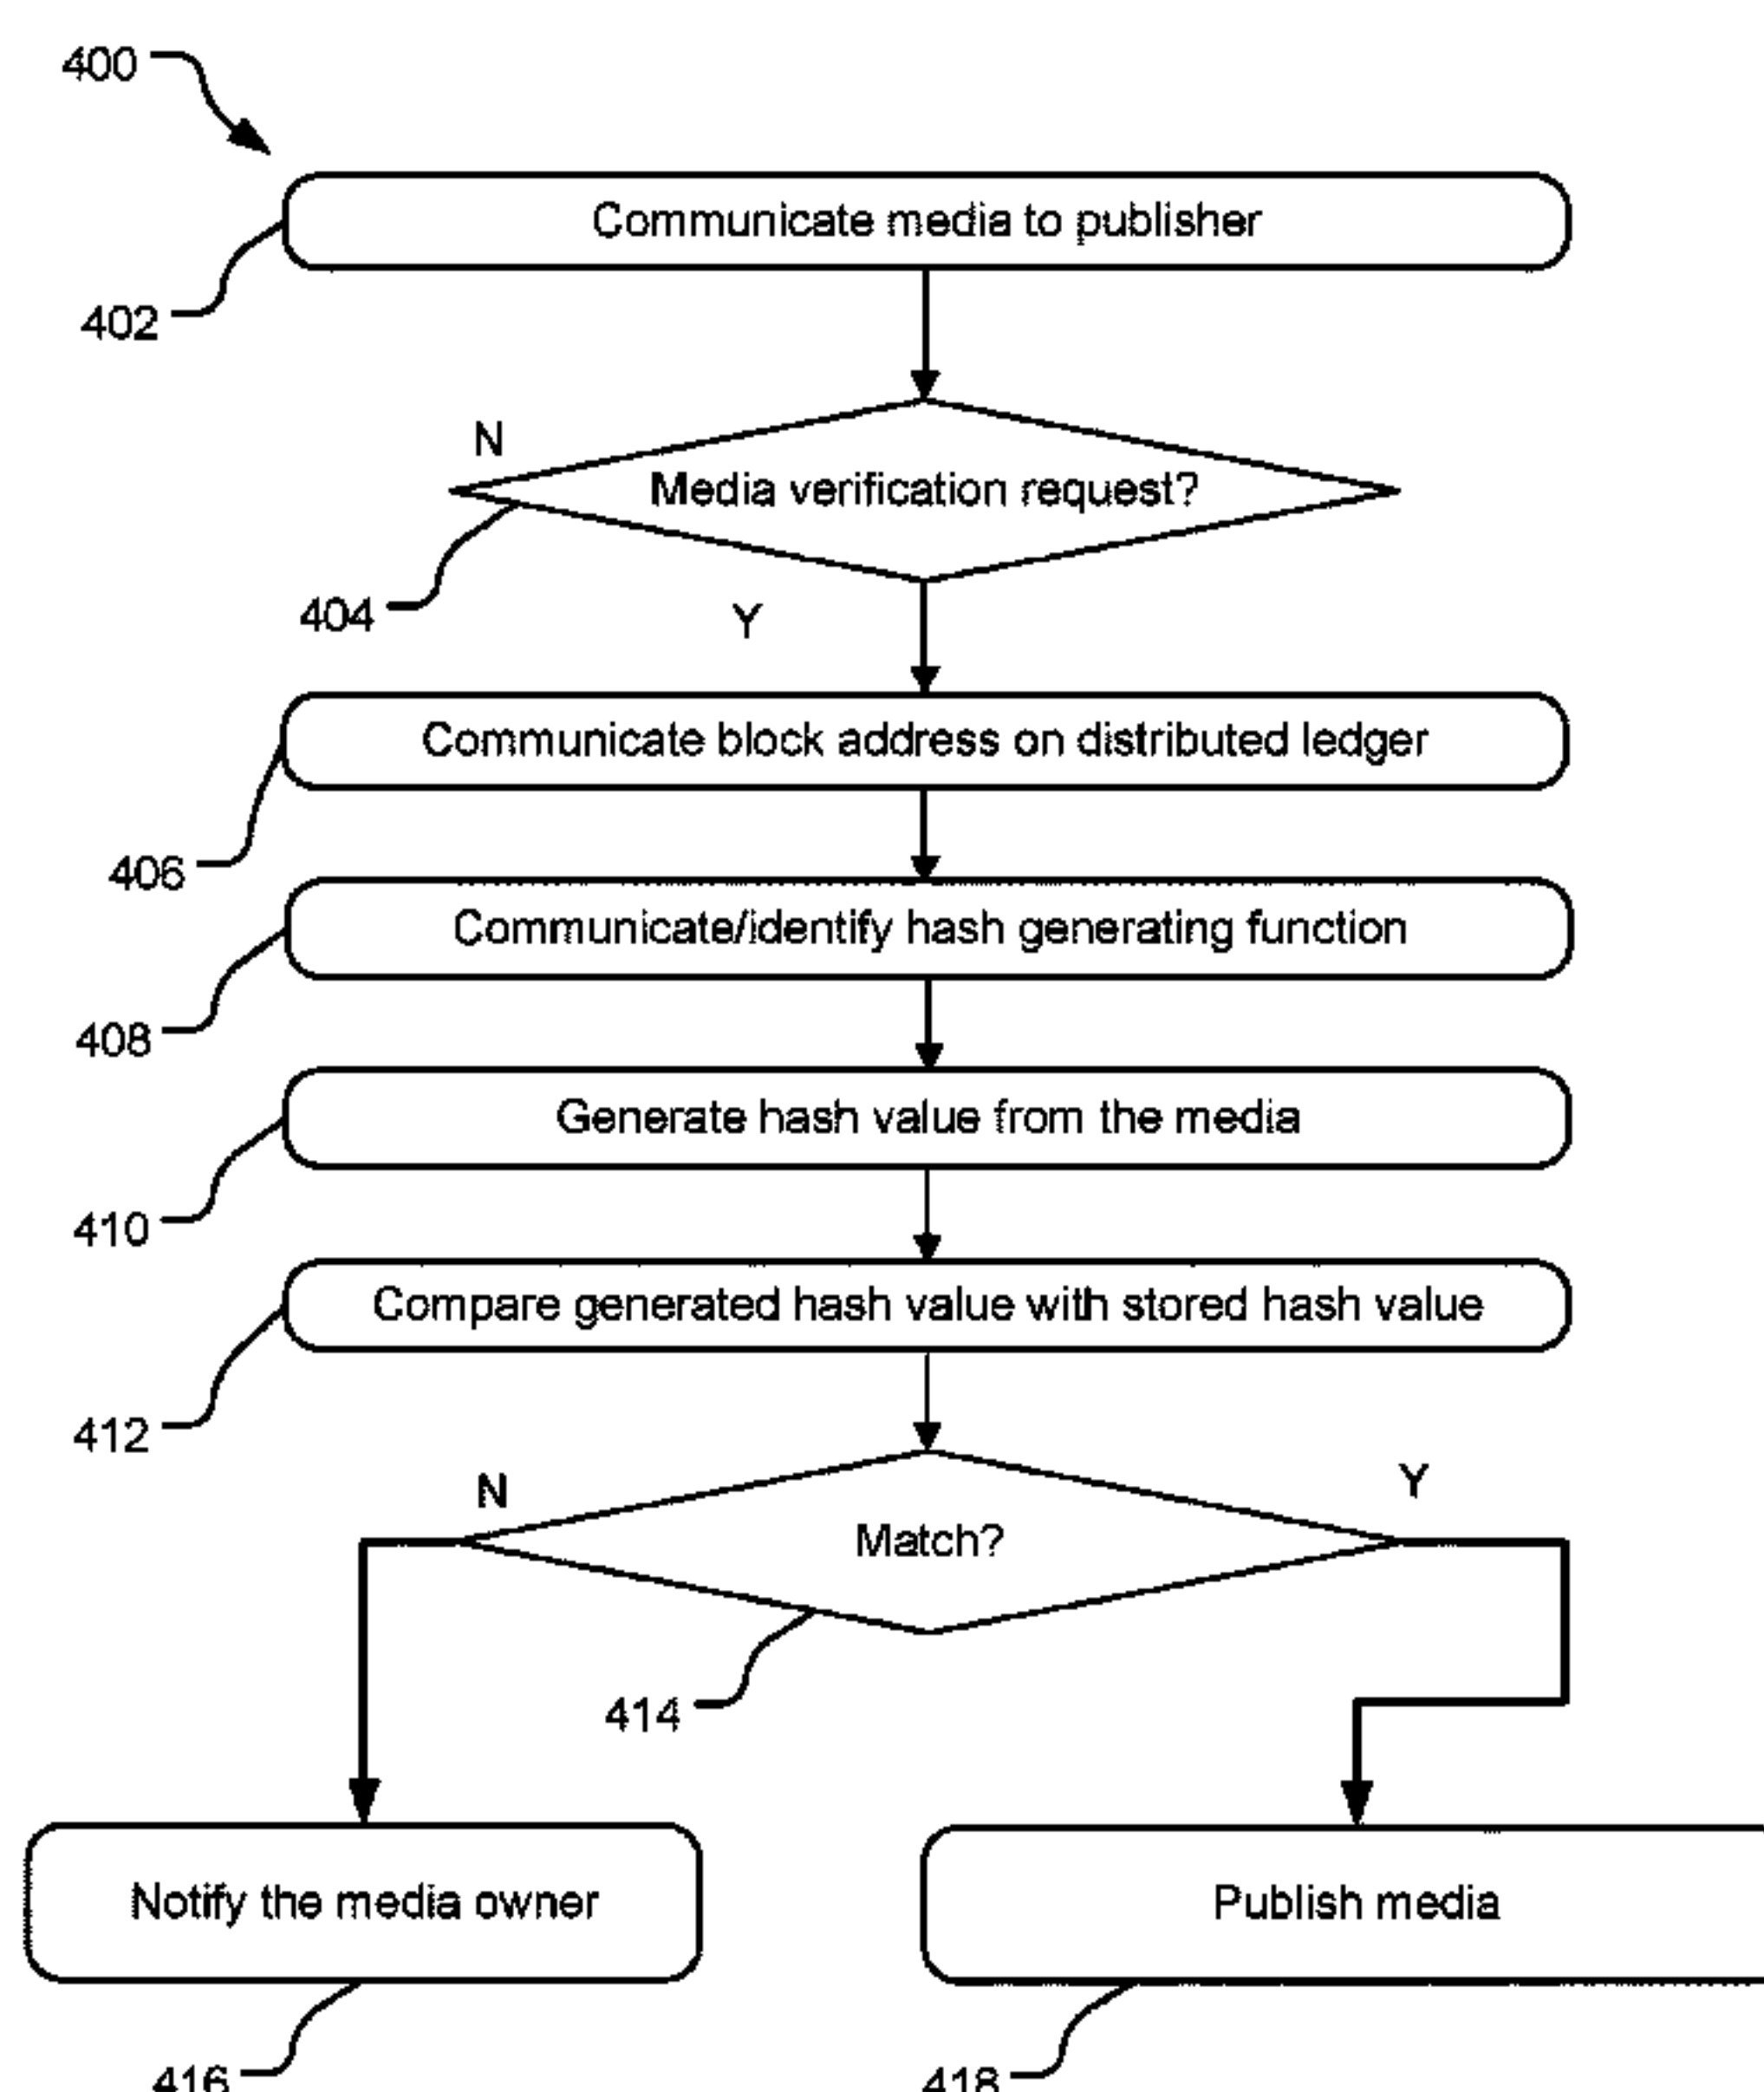 400
Communicate media to publisher
402
N
Media verification request?
404
Y
Communicate block address on distributed ledger
406
Communicate/identify hash generating function
408
Generate hash value from the media
410
Compare generated hash value with stored hash value
412
N
Y
Match?
414
Notify the media owner
Publish media
416
418